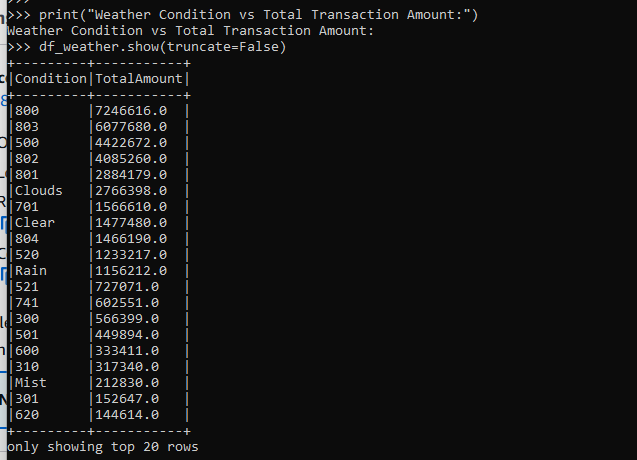 >>> print("Weather Condition vs Total Transaction Amount:")
Weather Condition vs Total Transaction Amount:
>>> df_weather.show(truncate=False)
+---------+-----------+
|Condition|TotalAmount|
+---------+-----------+
|800      |7246616.0  |
|803      |6077680.0  |
|500      |4422672.0  |
|802      |4085260.0  |
|801      |2884179.0  |
|Clouds   |2766398.0  |
|701      |1566610.0  |
|Clear    |1477480.0  |
|804      |1466190.0  |
|520      |1233217.0  |
|Rain     |1156212.0  |
|521      |727071.0   |
|741      |602551.0   |
|300      |566399.0   |
|501      |449894.0   |
|600      |333411.0   |
|310      |317340.0   |
|Mist     |212830.0   |
|301      |152647.0   |
|620      |144614.0   |
+---------+-----------+
only showing top 20 rows